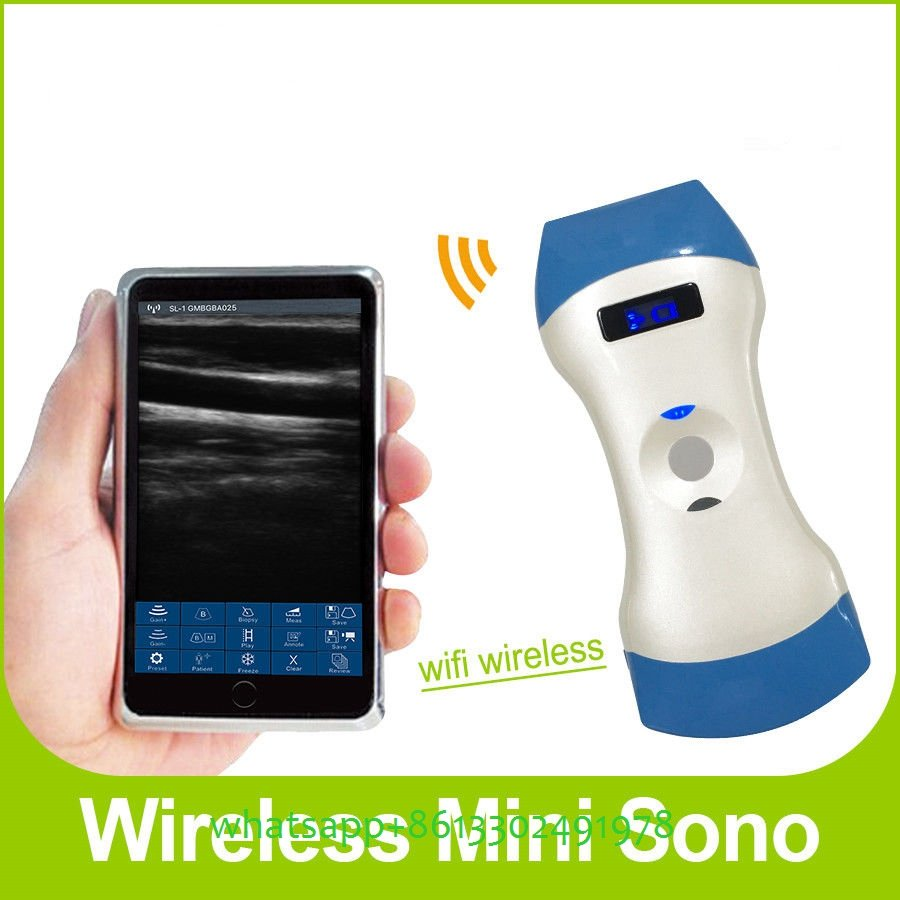 SL-1 GMBGBA025
Gain+
B
Biopsy
Meas
Save
Gain-
B M
Play
Annote
Save
Preset
Patient
Freeze
Clear
Review
wifi wireless
Wireless Mini Sono
whatsapp+8613302491978